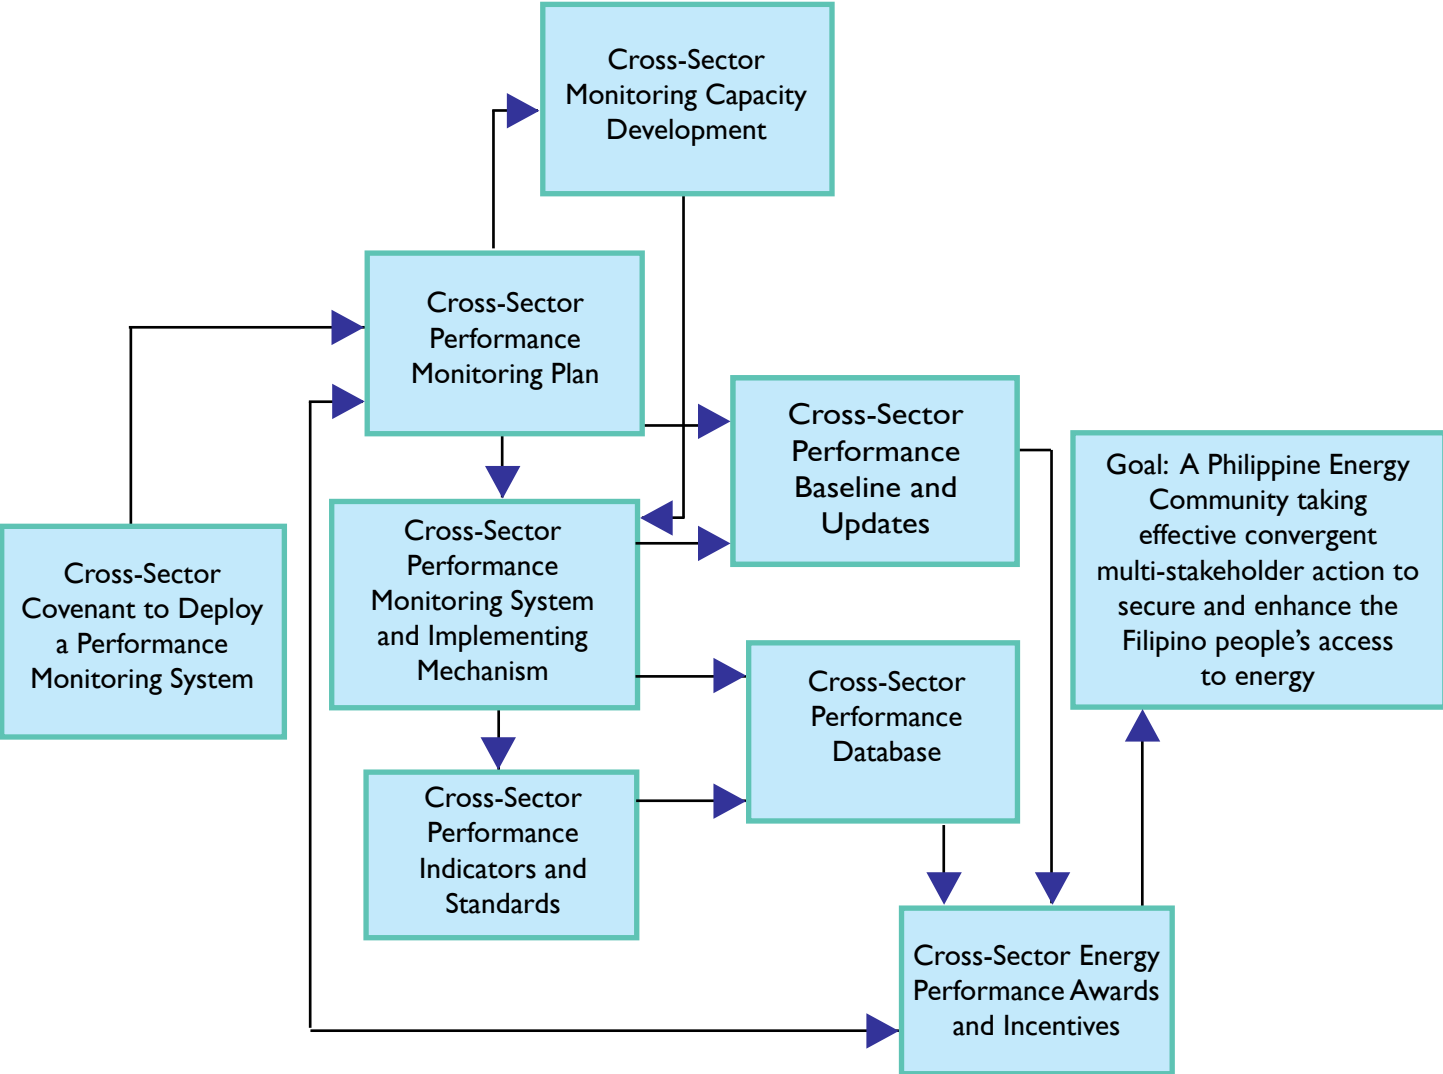 Cross-Sector
Monitoring Capacity
Development
Cross-Sector
Performance
Monitoring Plan
Cross-Sector
Performance
Baseline and
Updates
Goal: A Philippine Energy
Community taking
effective convergent
multi-stakeholder action to
secure and enhance the
Filipino people’s access
to energy
Cross-Sector
Performance
Monitoring System
and Implementing
Mechanism
Cross-Sector
Covenant to Deploy
a Performance
Monitoring System
Cross-Sector
Performance
Database
Cross-Sector
Performance
Indicators and
Standards
Cross-Sector Energy
Performance Awards
and Incentives